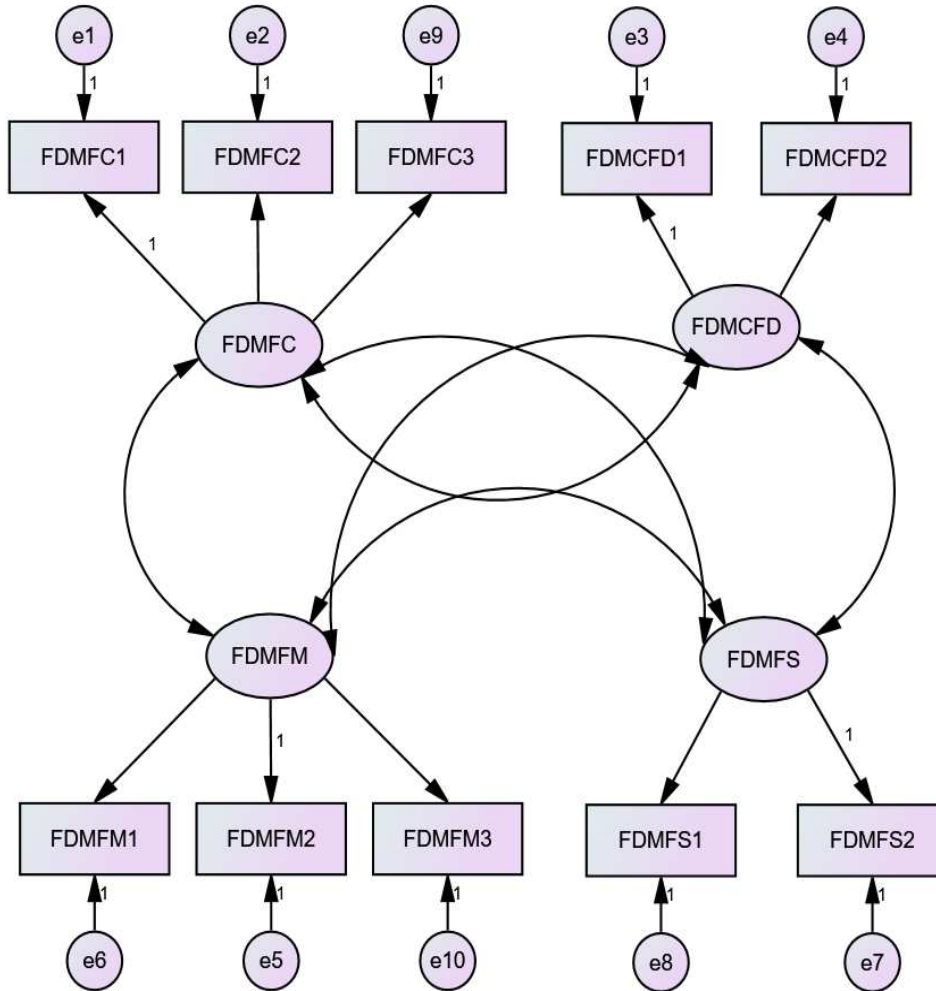 e1 e2 e9 e3 e4
1 1 1 1 1
FDMFC1 FDMFC2 FDMFC3 FDMCFD1 FDMCFD2
1 1
FDMFC FDMCFD
FDMFM FDMFS
1 1
FDMFM1 FDMFM2 FDMFM3 FDMFS1 FDMFS2
1 1 1 1 1
e6 e5 e10 e8 e7